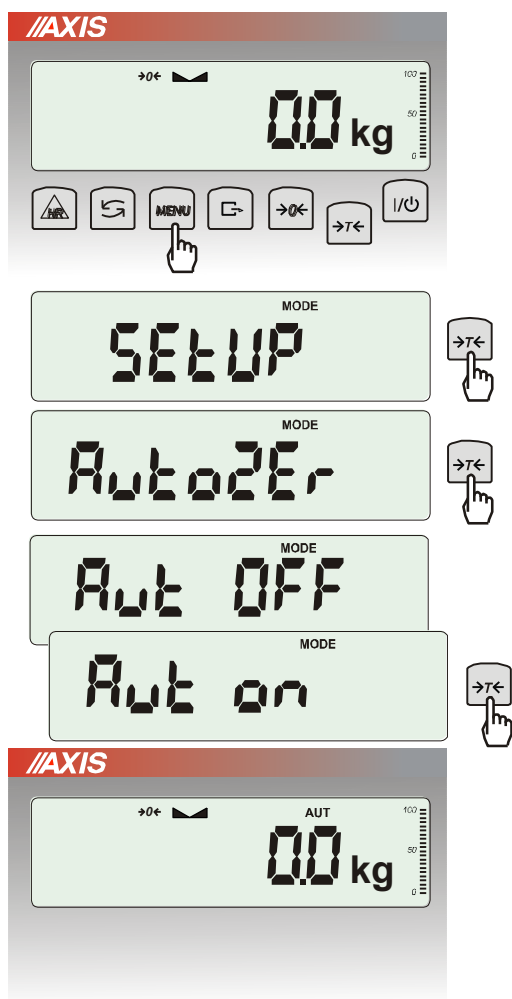 //AXIS
→0← 100
0.0 kg 50
0
HR MENU →0← →T← I/
MODE
SEtUP →T←
MODE
AutoZEr →T←
MODE
Aut OFF
MODE
Aut on →T←
//AXIS
→0← AUT 100
0.0 kg 50
0